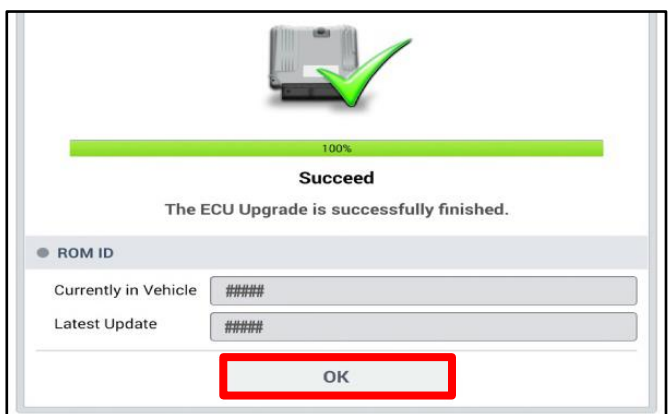 100%
Succeed
The ECU Upgrade is successfully finished.
ROM ID
Currently in Vehicle #####
Latest Update #####
OK